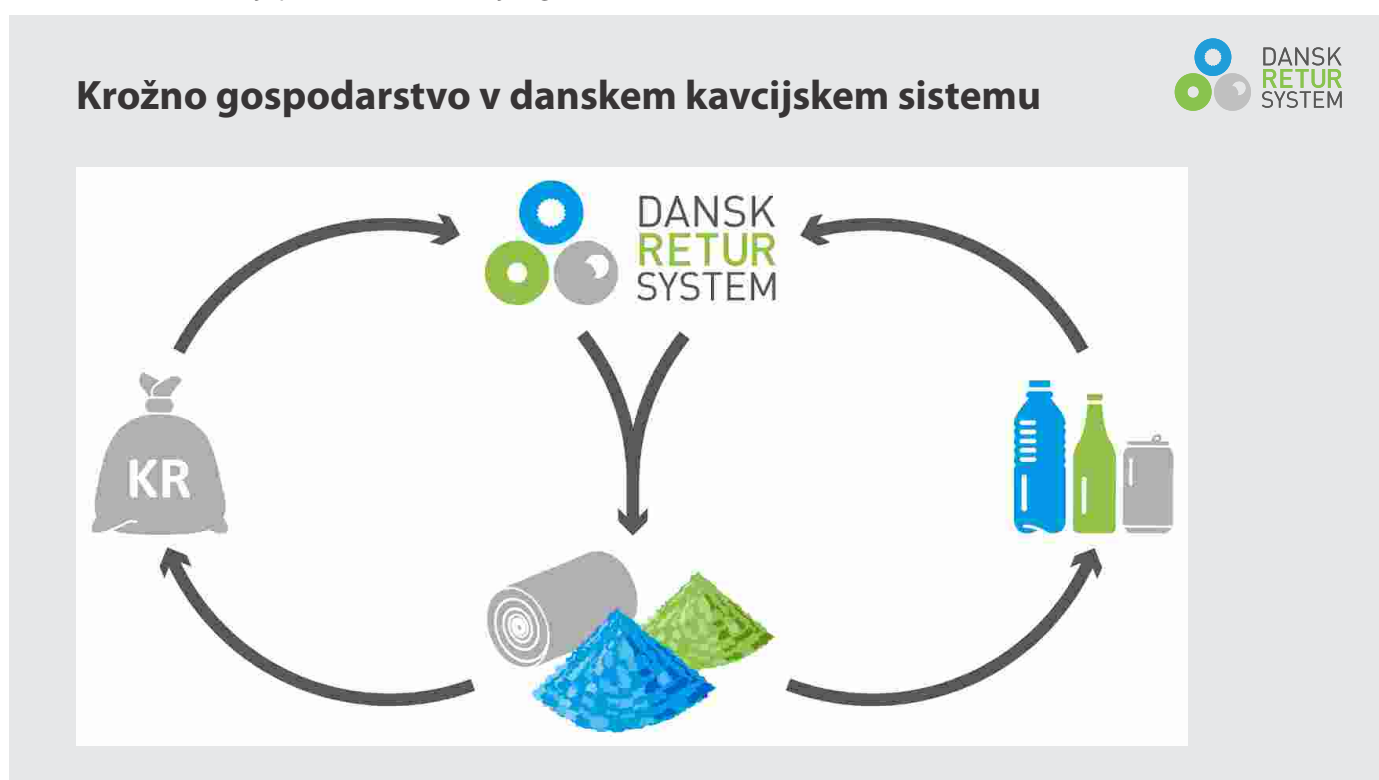 Krožno gospodarstvo v danskem kavcijskem sistemu
DANSK
RETUR
SYSTEM
DANSK
RETUR
SYSTEM
KR